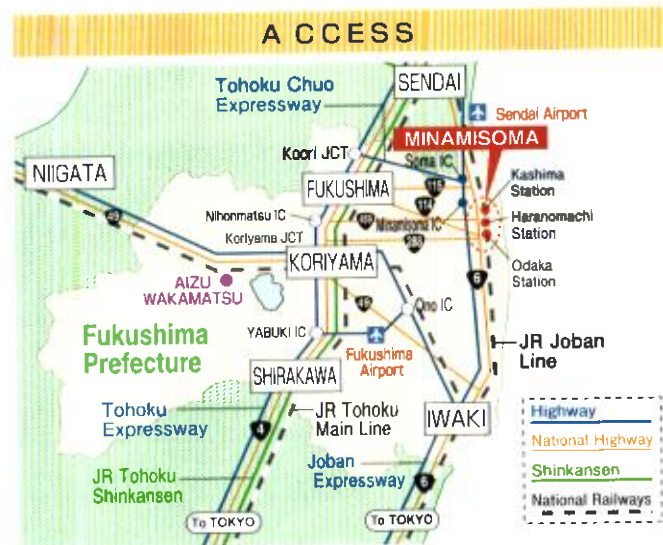 ACCESS
Tohoku Chuo
Expressway
SENDAI
Sendai Airport
MINAMISOMA
Koori JCT
Soma IC
NIIGATA
FUKUSHIMA
115
Kashima
Station
114
49
Nihonmatsu IC
Minamisoma IC
Haranomachi
Station
Koriyama JCT
288
KORIYAMA
Odaka
Station
AIZU
WAKAMATSU
6
49
Ono IC
Fukushima
Prefecture
YABUKI IC
Fukushima
Airport
JR Joban
Line
SHIRAKAWA
Tohoku
Expressway
4
JR Tohoku
Main Line
IWAKI
Highway
National Highway
Shinkansen
National Railways
JR Tohoku
Shinkansen
Joban
Expressway
6
To TOKYO
To TOKYO